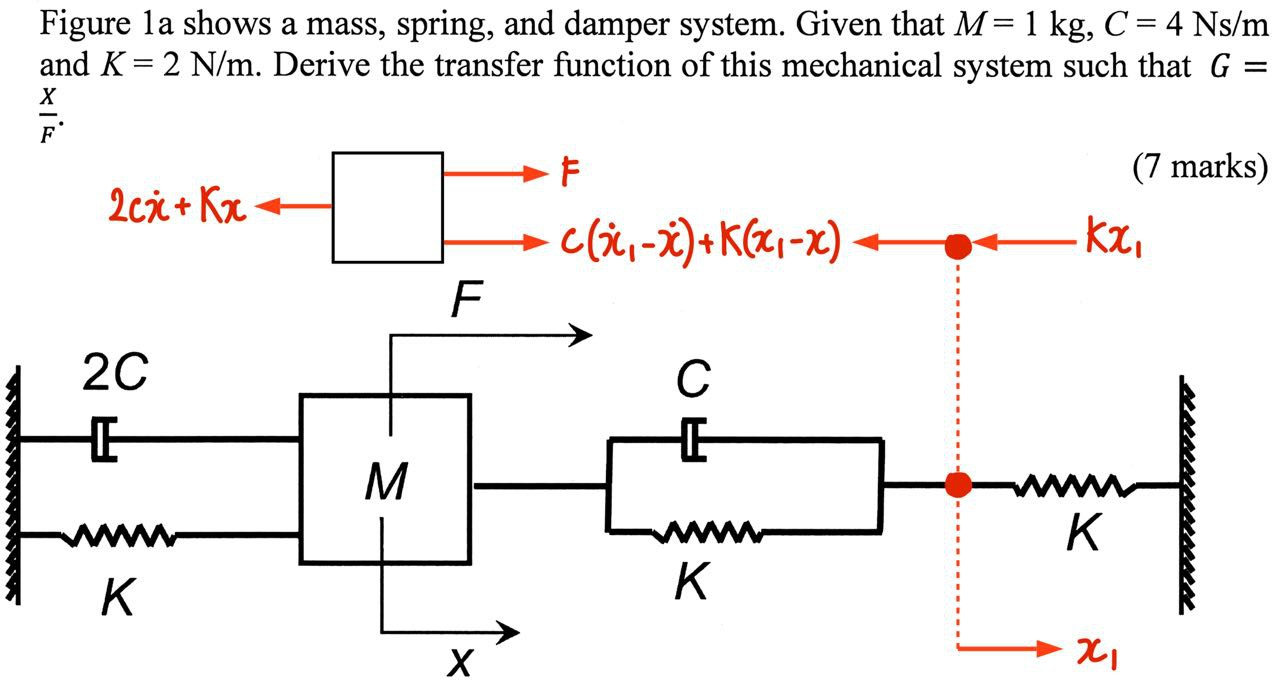 Figure 1a shows a mass, spring, and damper system. Given that M = 1 kg, C = 4 Ns/m
and K = 2 N/m. Derive the transfer function of this mechanical system such that G =
X
F.
(7 marks)
F
2cẋ + Kx
C(ẋ₁-ẋ)+K(x₁-x)
Kx₁
F
2C
C
M
K
K
K
X
x₁